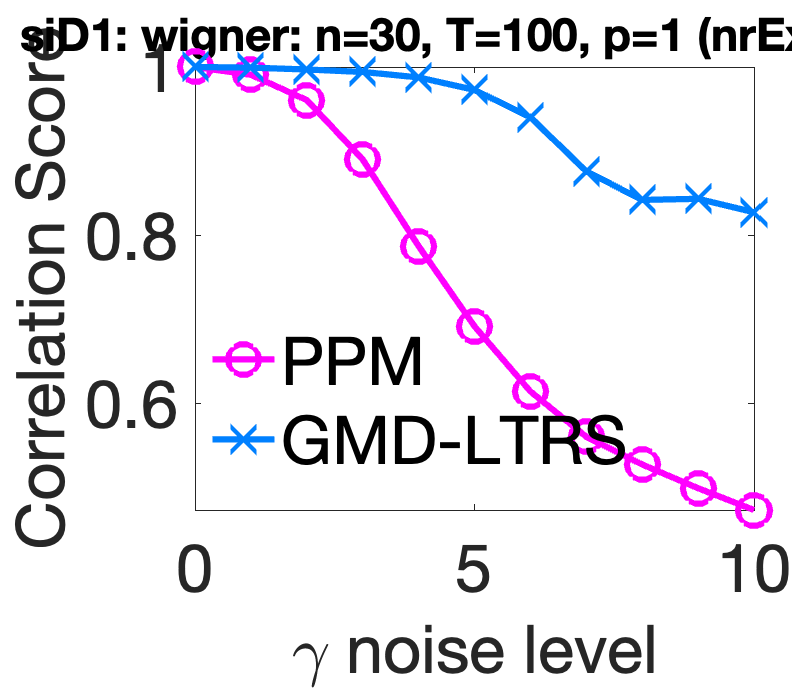 siD1: wigner: n=30, T=100, p=1 (nrEx
Correlation Score
1
0.8
0.6
PPM
GMD-LTRS
0
5
10
γ noise level